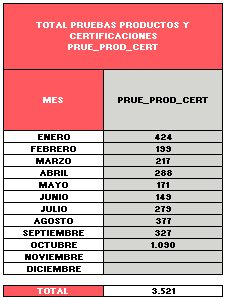 TOTAL PRUEBAS PRODUCTOS Y
CERTIFICACIONES
PRUE_PROD_CERT
MES PRUE_PROD_CERT
ENERO 424
FEBRERO 199
MARZO 217
ABRIL 288
MAYO 171
JUNIO 149
JULIO 279
AGOSTO 377
SEPTIEMBRE 327
OCTUBRE 1.090
NOVIEMBRE
DICIEMBRE
TOTAL 3.521